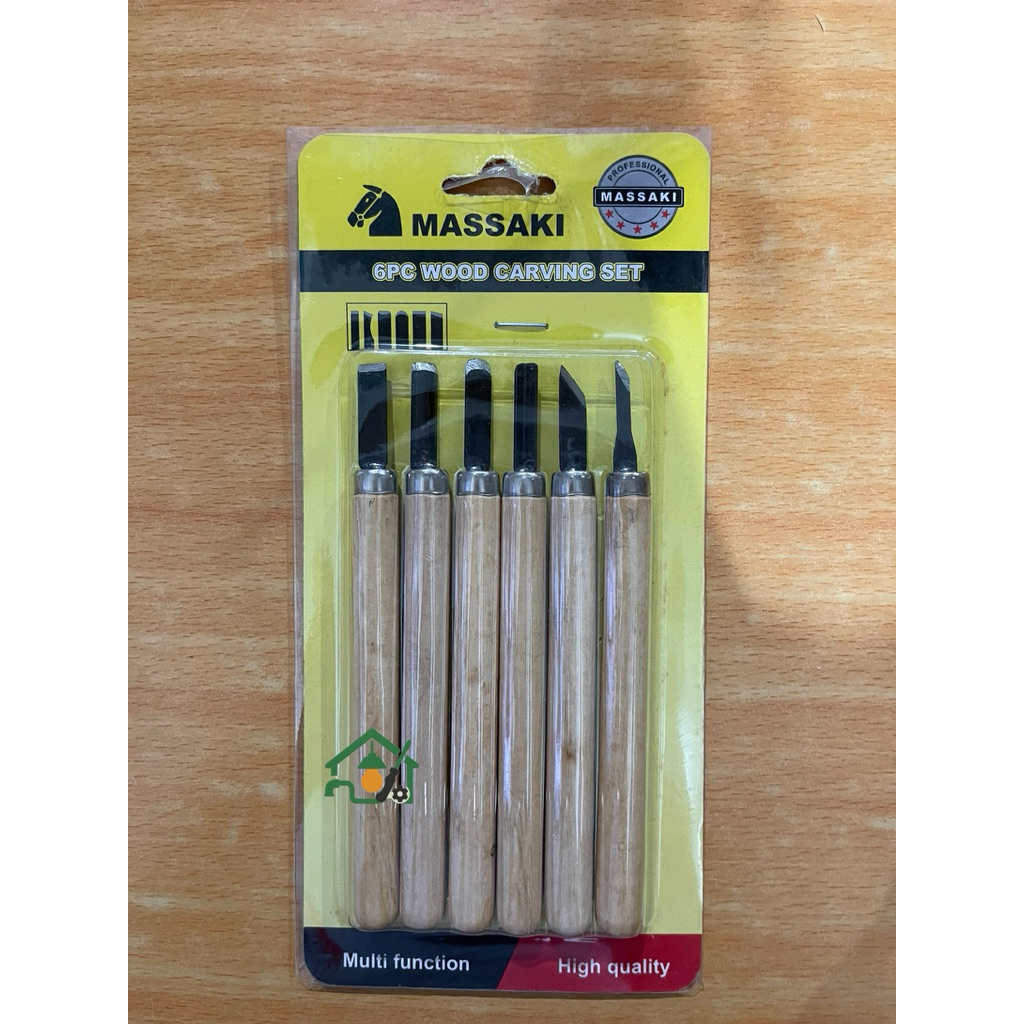 PROFESSIONAL
MASSAKI
MASSAKI
6PC WOOD CARVING SET
Multi function
High quality